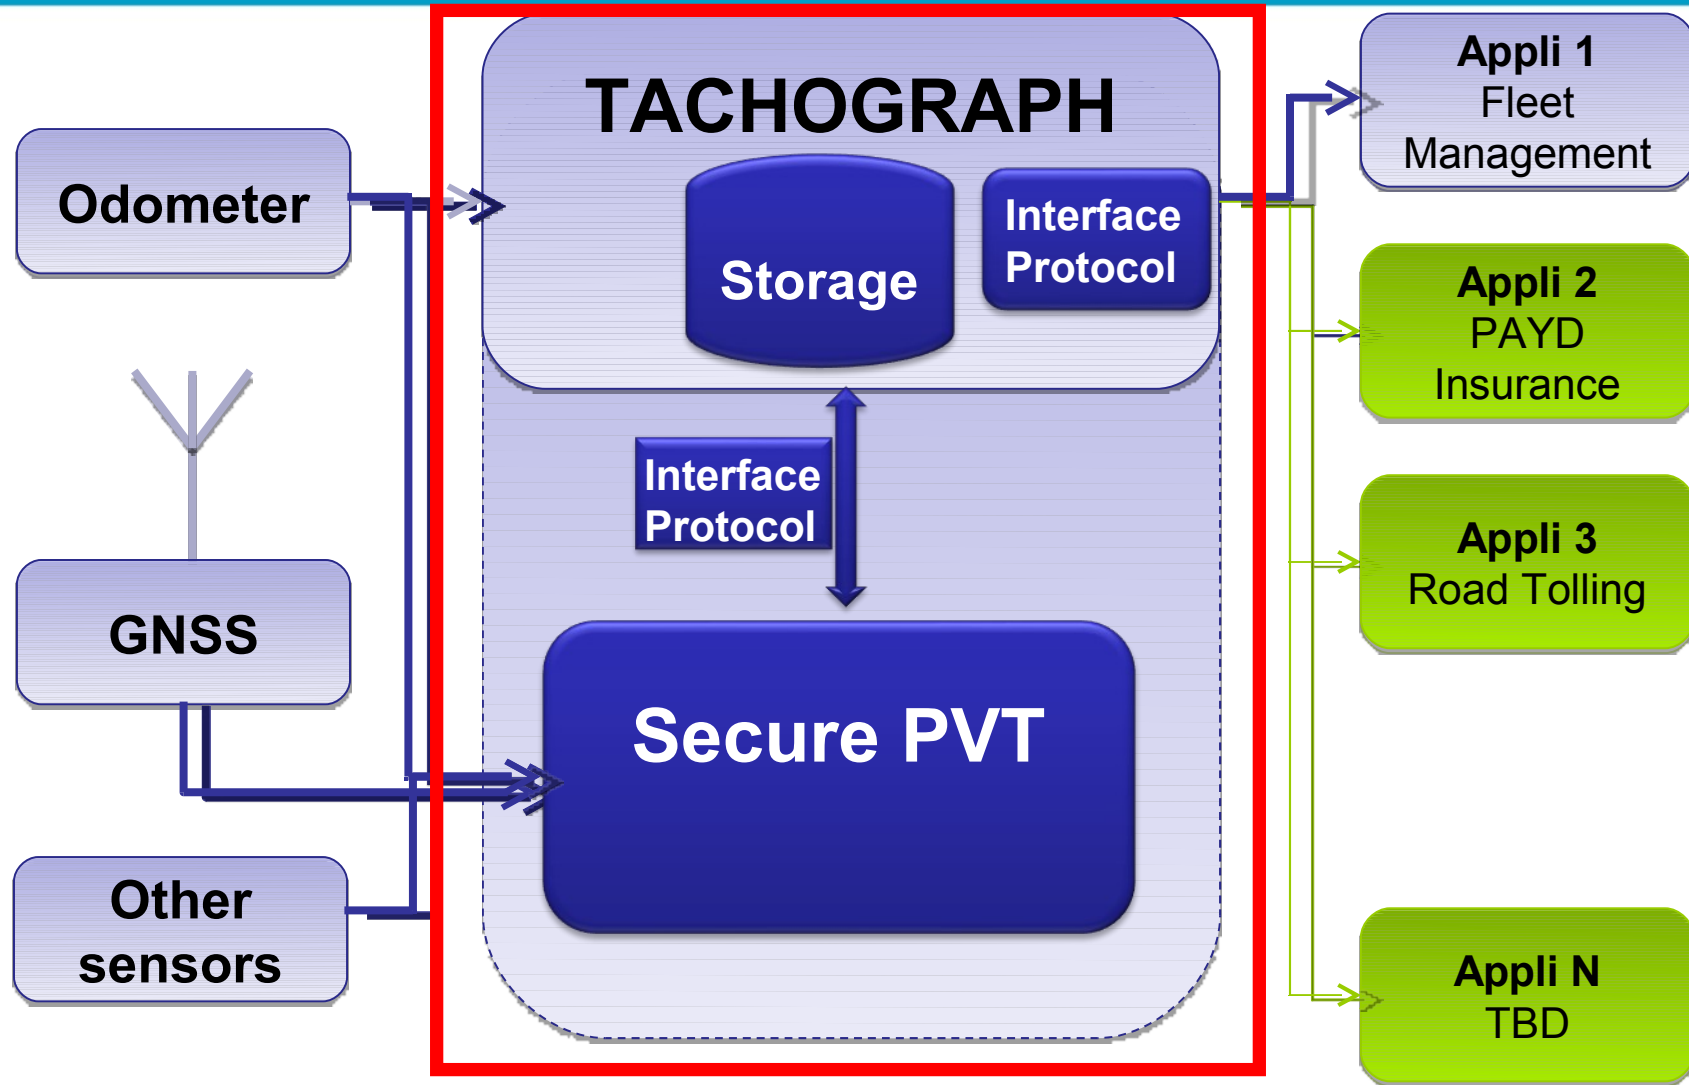 TACHOGRAPH
Odometer
Storage
Interface
Protocol
Interface
Protocol
GNSS
Secure PVT
Other
sensors
Appli 1
Fleet
Management
Appli 2
PAYD
Insurance
Appli 3
Road Tolling
Appli N
TBD